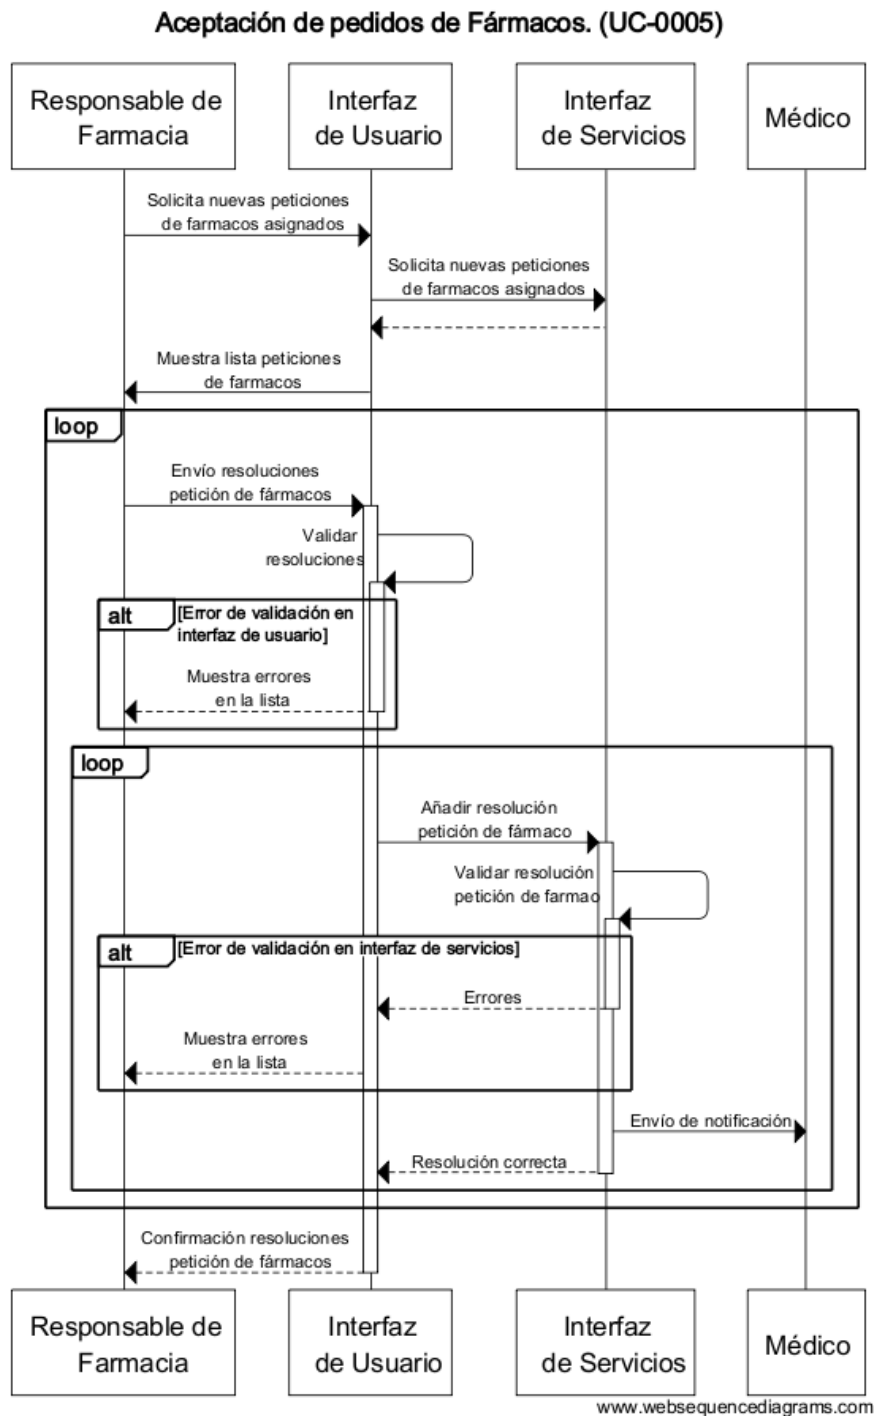 Aceptación de pedidos de Fármacos. (UC-0005)
Responsable de
Farmacia
Interfaz
de Usuario
Interfaz
de Servicios
Médico
Solicita nuevas peticiones
de farmacos asignados
Solicita nuevas peticiones
de farmacos asignados
Muestra lista peticiones
de farmacos
loop
Envío resoluciones
petición de fármacos
Validar
resoluciones
alt
[Error de validación en
interfaz de usuario]
Muestra errores
en la lista
loop
Añadir resolución
petición de fármaco
Validar resolución
petición de farmao
alt
[Error de validación en interfaz de servicios]
Errores
Muestra errores
en la lista
Envío de notificación
Resolución correcta
Confirmación resoluciones
petición de fármacos
Responsable de
Farmacia
Interfaz
de Usuario
Interfaz
de Servicios
Médico
www.websequencediagrams.com